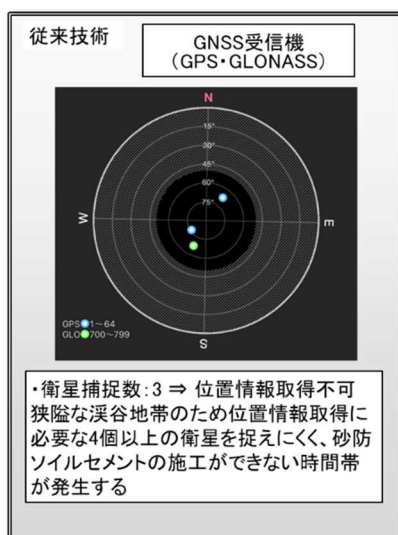 従来技術
GNSS受信機
(GPS・GLONASS)
N
15°
30°
45°
60°
75°
W
E
S
GPS 1～64
GLO 700～799
・衛星捕捉数:3 ⇒ 位置情報取得不可
狭隘な渓谷地帯のため位置情報取得に
必要な4個以上の衛星を捉えにくく、砂防
ソイルセメントの施工ができない時間帯
が発生する